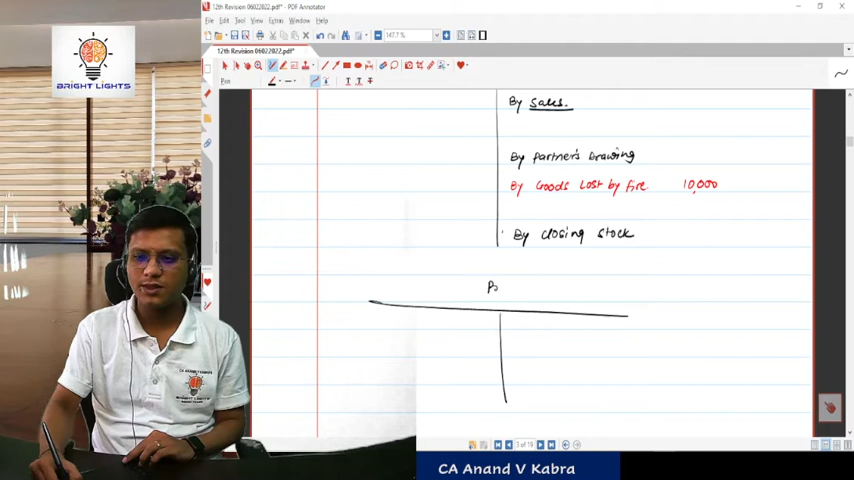 12th Revision 06022022.pdf* - PDF Annotator
File Edit Tool View Extras Window Help
147.7 %
12th Revision 06022022.pdf*
Pen
BRIGHT LIGHTS
By Sales.
By Partner's Drawing
By Goods Lost by Fire. 10,000
By closing stock
3 of 19
CA Anand V Kabra